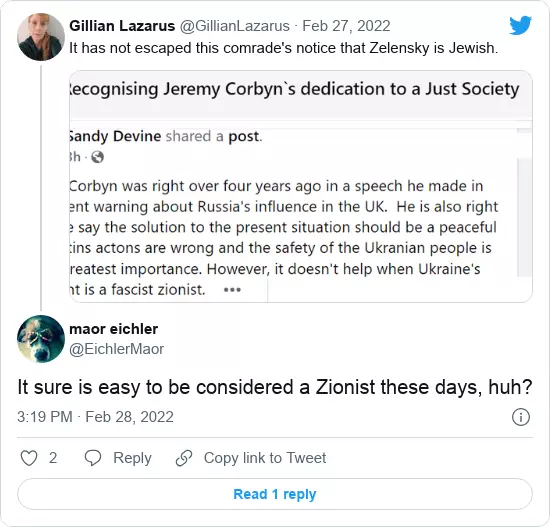 Gillian Lazarus @GillianLazarus · Feb 27, 2022
It has not escaped this comrade's notice that Zelensky is Jewish.
Recognising Jeremy Corbyn`s dedication to a Just Society
Sandy Devine shared a post.
3h ·
Corbyn was right over four years ago in a speech he made in
ent warning about Russia's influence in the UK. He is also right
say the solution to the present situation should be a peaceful
tins actons are wrong and the safety of the Ukranian people is
reatest importance. However, it doesn't help when Ukraine's
nt is a fascist zionist. •••
maor eichler
@EichlerMaor
It sure is easy to be considered a Zionist these days, huh?
3:19 PM · Feb 28, 2022
2 Reply Copy link to Tweet
Read 1 reply